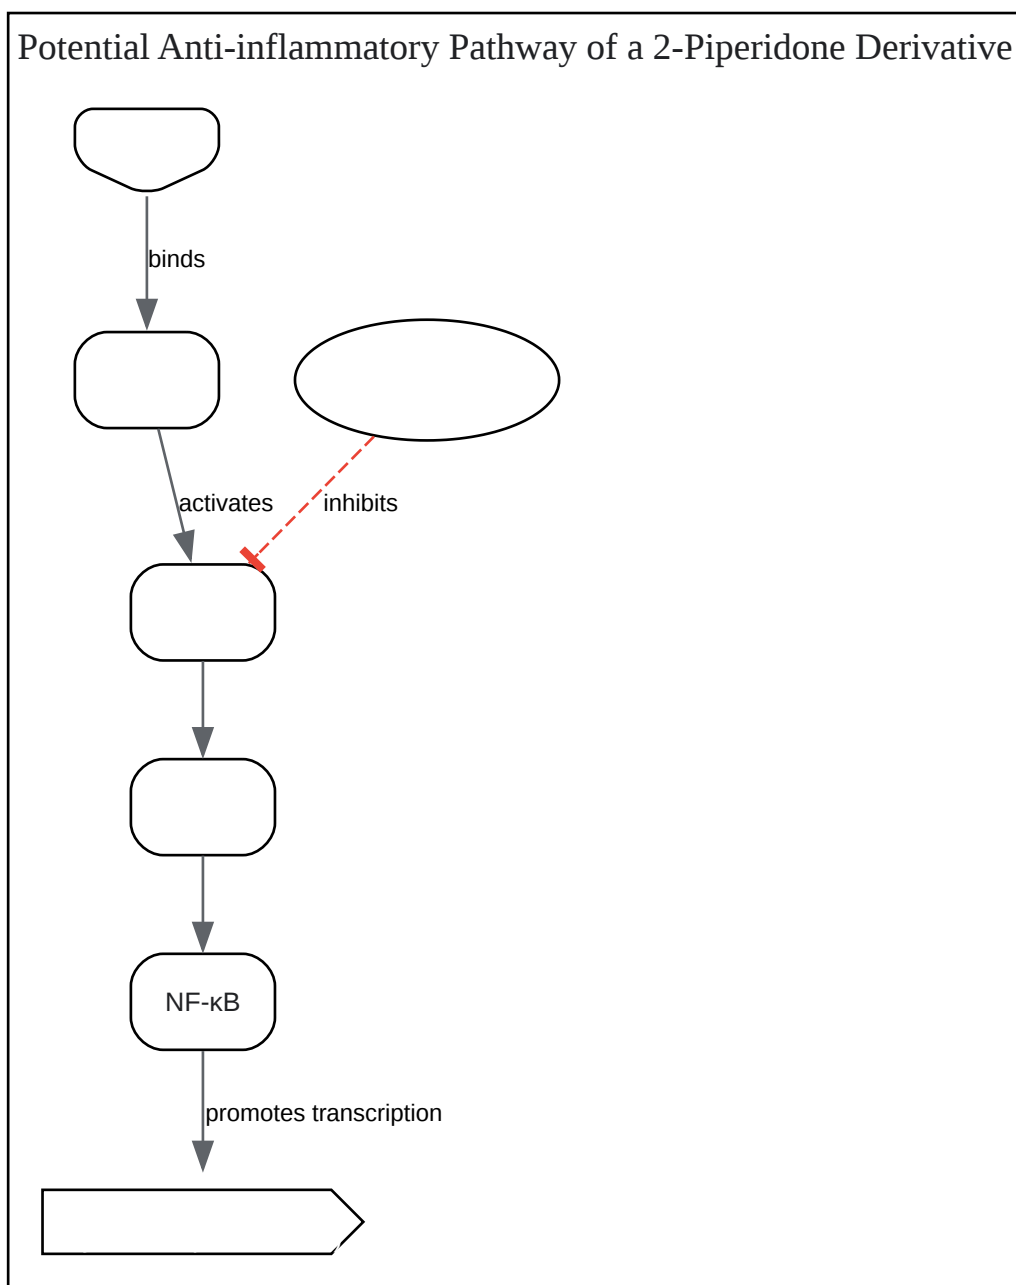 Potential Anti-inflammatory Pathway of a 2-Piperidone Derivative
binds
activates
inhibits
NF-κB
promotes transcription